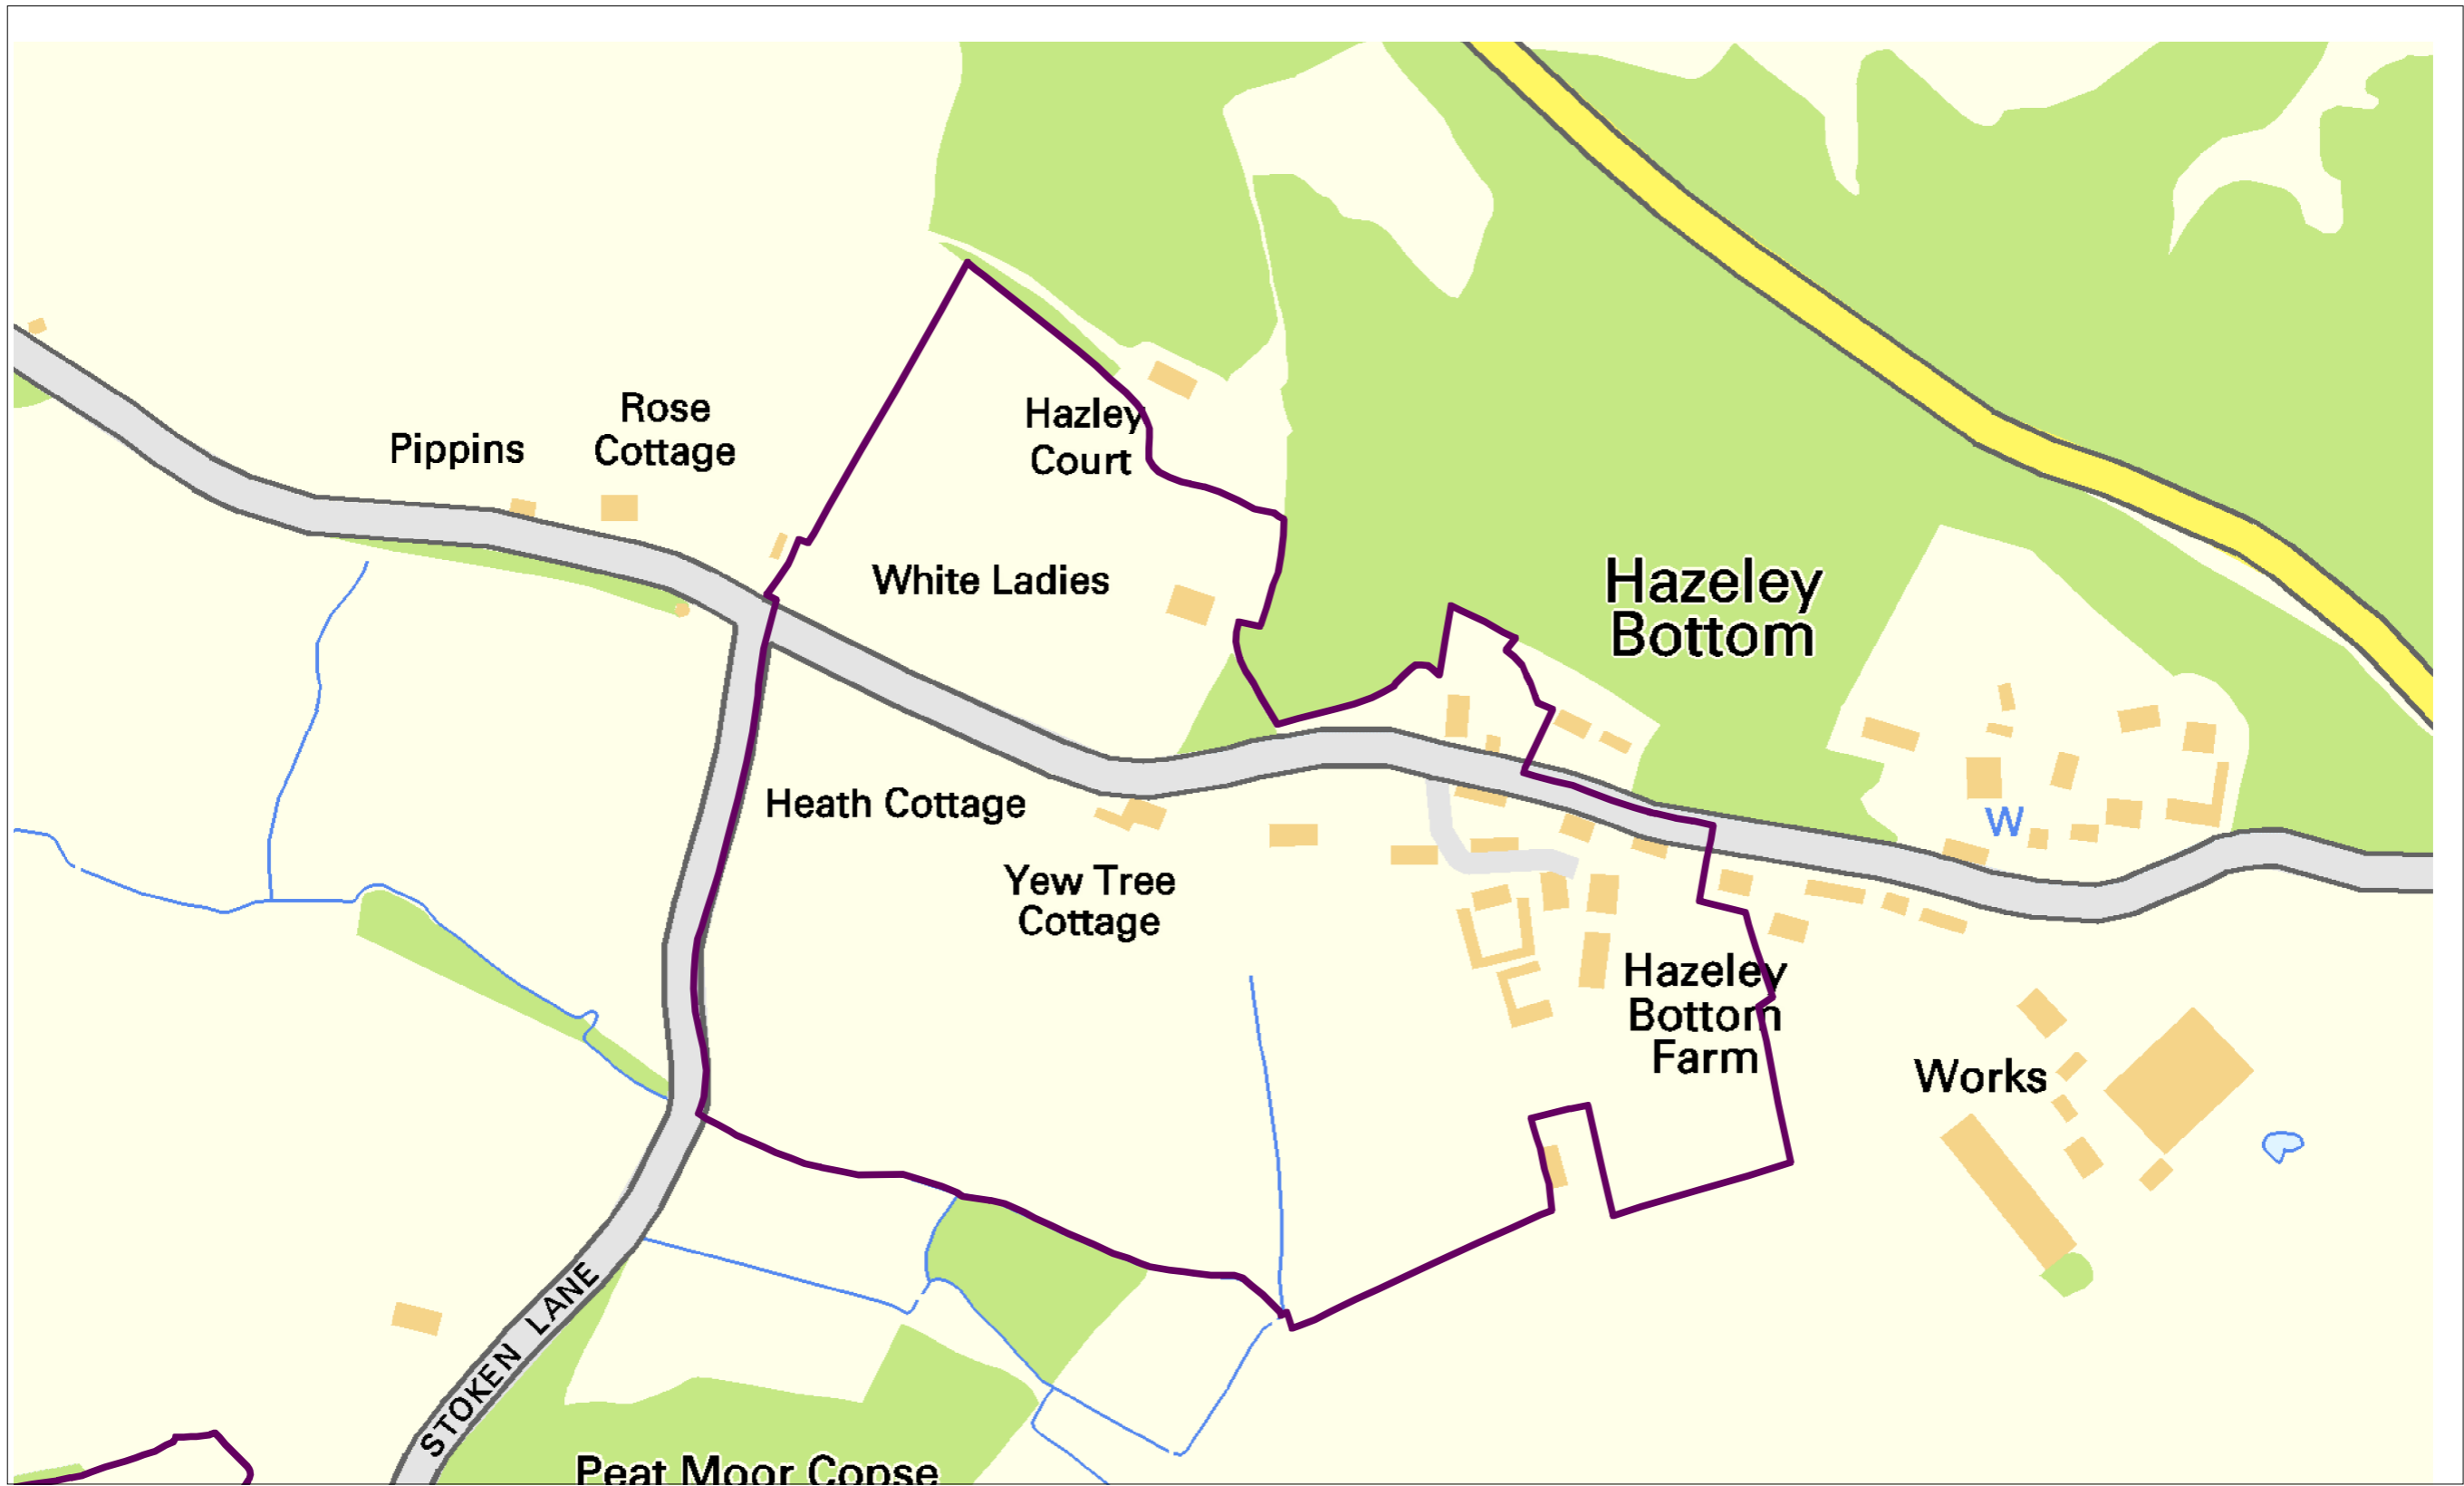 Rose
Cottage
Pippins
Hazley
Court
White Ladies
Hazeley
Bottom
Heath Cottage
W
Yew Tree
Cottage
Hazeley
Bottom
Farm
Works
STOKEN LANE
Peat Moor Copse